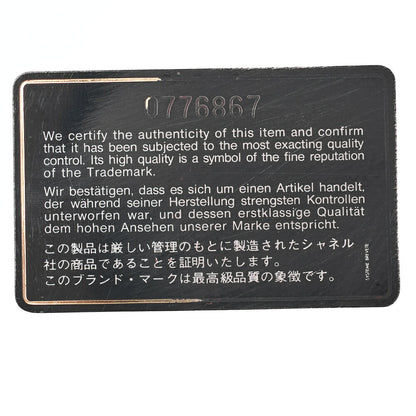 0776867
We certify the authenticity of this item and confirm
that it has been subjected to the most exacting quality
control. Its high quality is a symbol of the fine reputation
of the Trademark.
Wir bestätigen, dass es sich um einen Artikel handelt,
der während seiner Herstellung strengsten Kontrollen
unterworfen war, und dessen erstklassige Qualität
dem hohen Ansehen unserer Marke entspricht.
この製品は厳しい管理のもとに製造されたシャネル
社の商品であることを証明いたします。
このブランド・マークは最高級品質の象徴です。